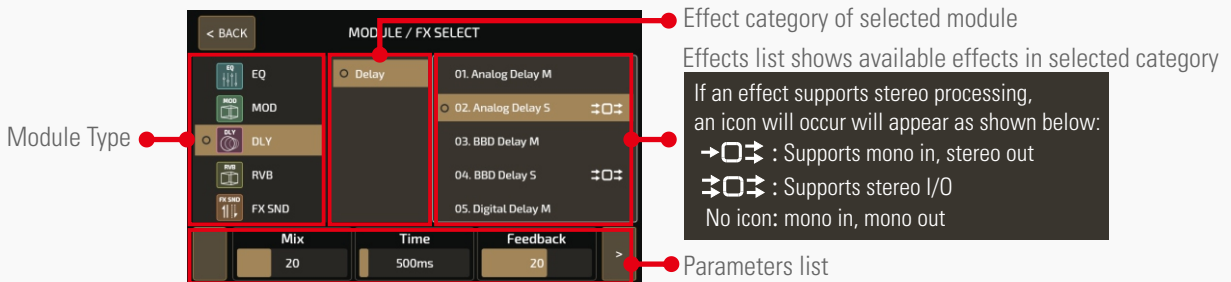 Effect category of selected module
< BACK
MODULE / FX SELECT
Effects list shows available effects in selected category
EQ
EQ
Delay
01. Analog Delay M
If an effect supports stereo processing,
an icon will occur will appear as shown below:
MOD
MOD
02. Analog Delay S
Module Type
DLY
DLY
03. BBD Delay M
: Supports mono in, stereo out
RVB
RVB
04. BBD Delay S
: Supports stereo I/O
FX SND
FX SND
05. Digital Delay M
No icon: mono in, mono out
Mix
Time
Feedback
20
500ms
20
>
Parameters list